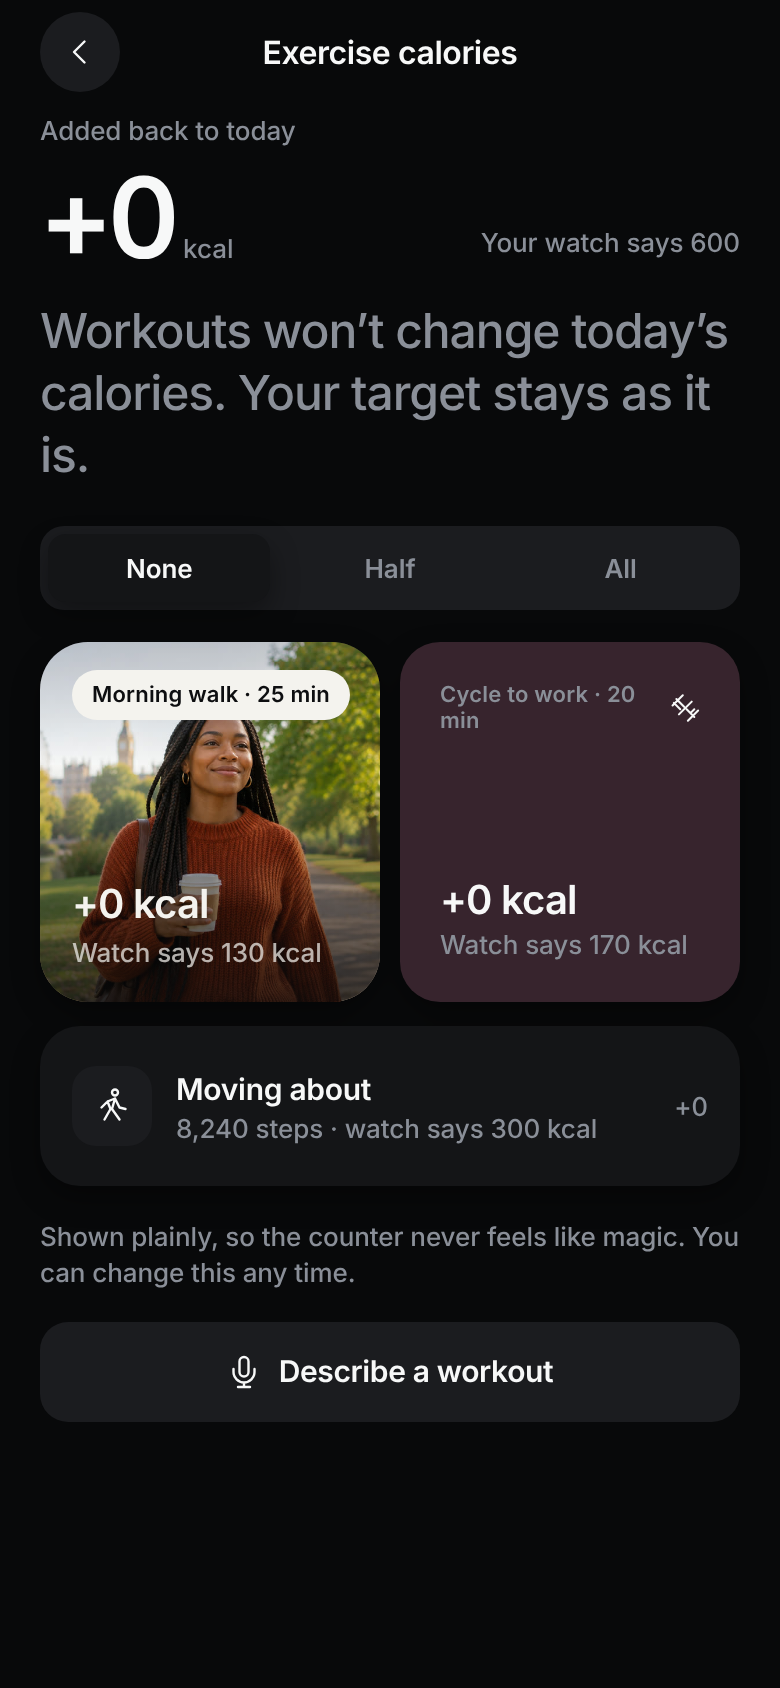 Exercise calories
Added back to today
+0 kcal
Your watch says 600
Workouts won’t change today’s
calories. Your target stays as it
is.
None
Half
All
Morning walk · 25 min
+0 kcal
Watch says 130 kcal
Cycle to work · 20
min
+0 kcal
Watch says 170 kcal
Moving about
8,240 steps · watch says 300 kcal
+0
Shown plainly, so the counter never feels like magic. You
can change this any time.
Describe a workout